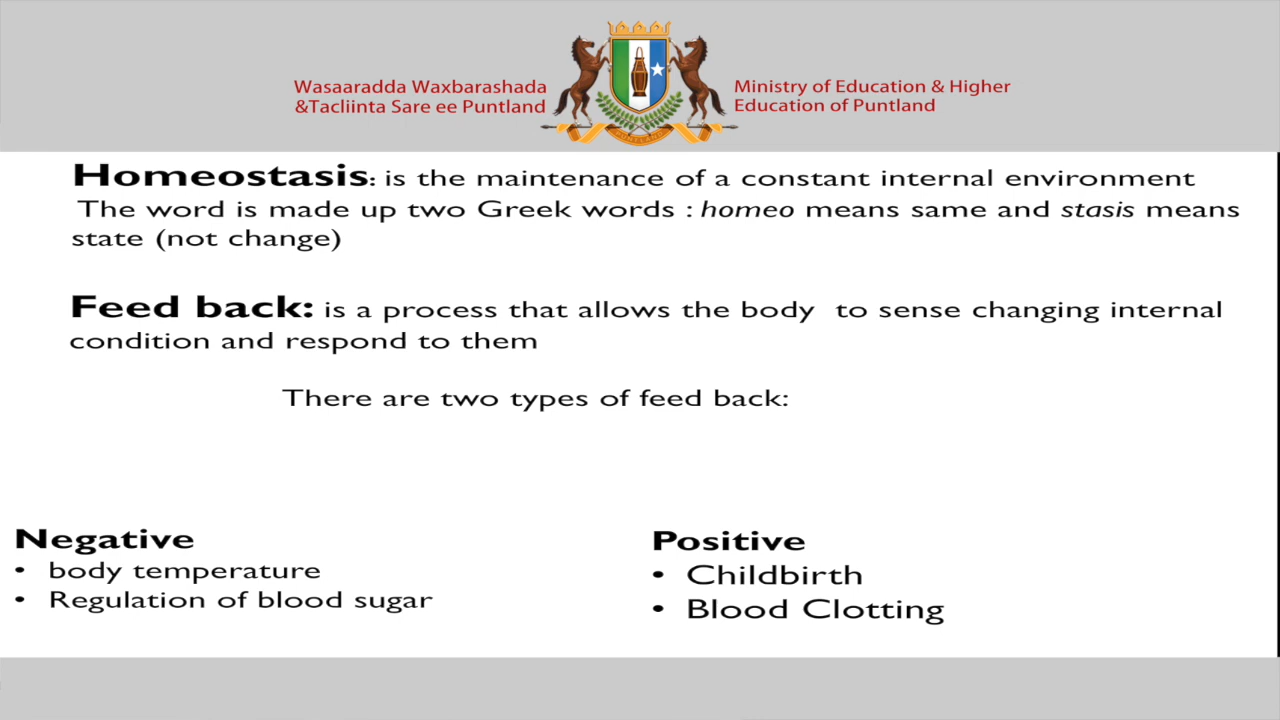 Wasaaradda Waxbarashada
&Tacliinta Sare ee Puntland
Ministry of Education & Higher
Education of Puntland
PUNTLAND
Homeostasis: is the maintenance of a constant internal environment
The word is made up two Greek words : homeo means same and stasis means
state (not change)
Feed back: is a process that allows the body to sense changing internal
condition and respond to them
There are two types of feed back:
Negative
• body temperature
• Regulation of blood sugar
Positive
• Childbirth
• Blood Clotting